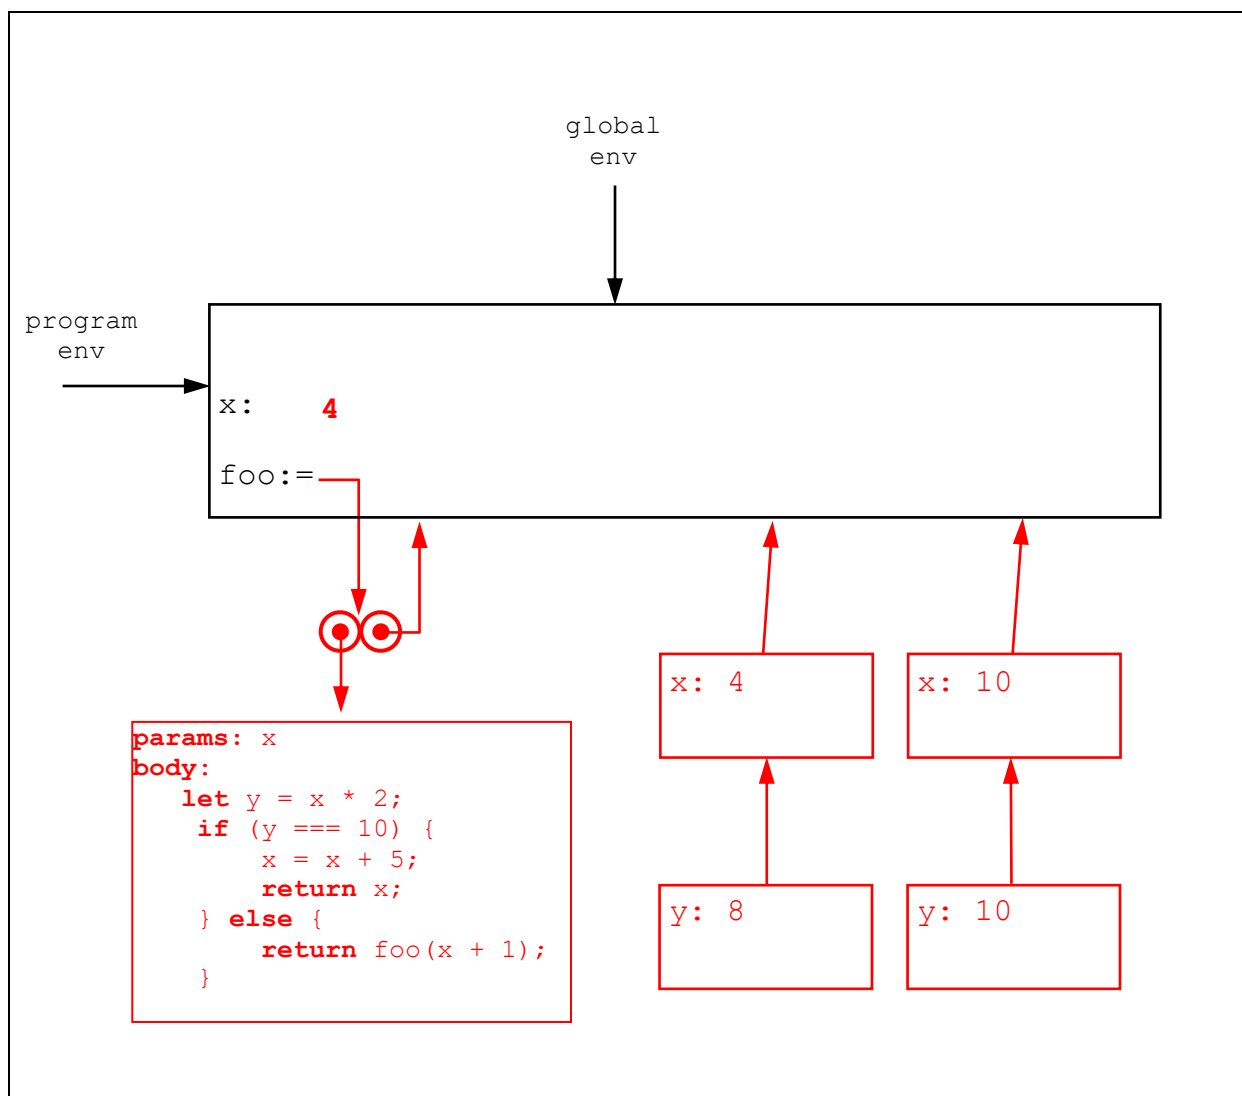 global
env
program
env
x: 4
foo:=
x: 4
x: 10
params: x
body:
let y = x * 2;
if (y === 10) {
x = x + 5;
return x;
} else {
return foo(x + 1);
}
y: 8
y: 10